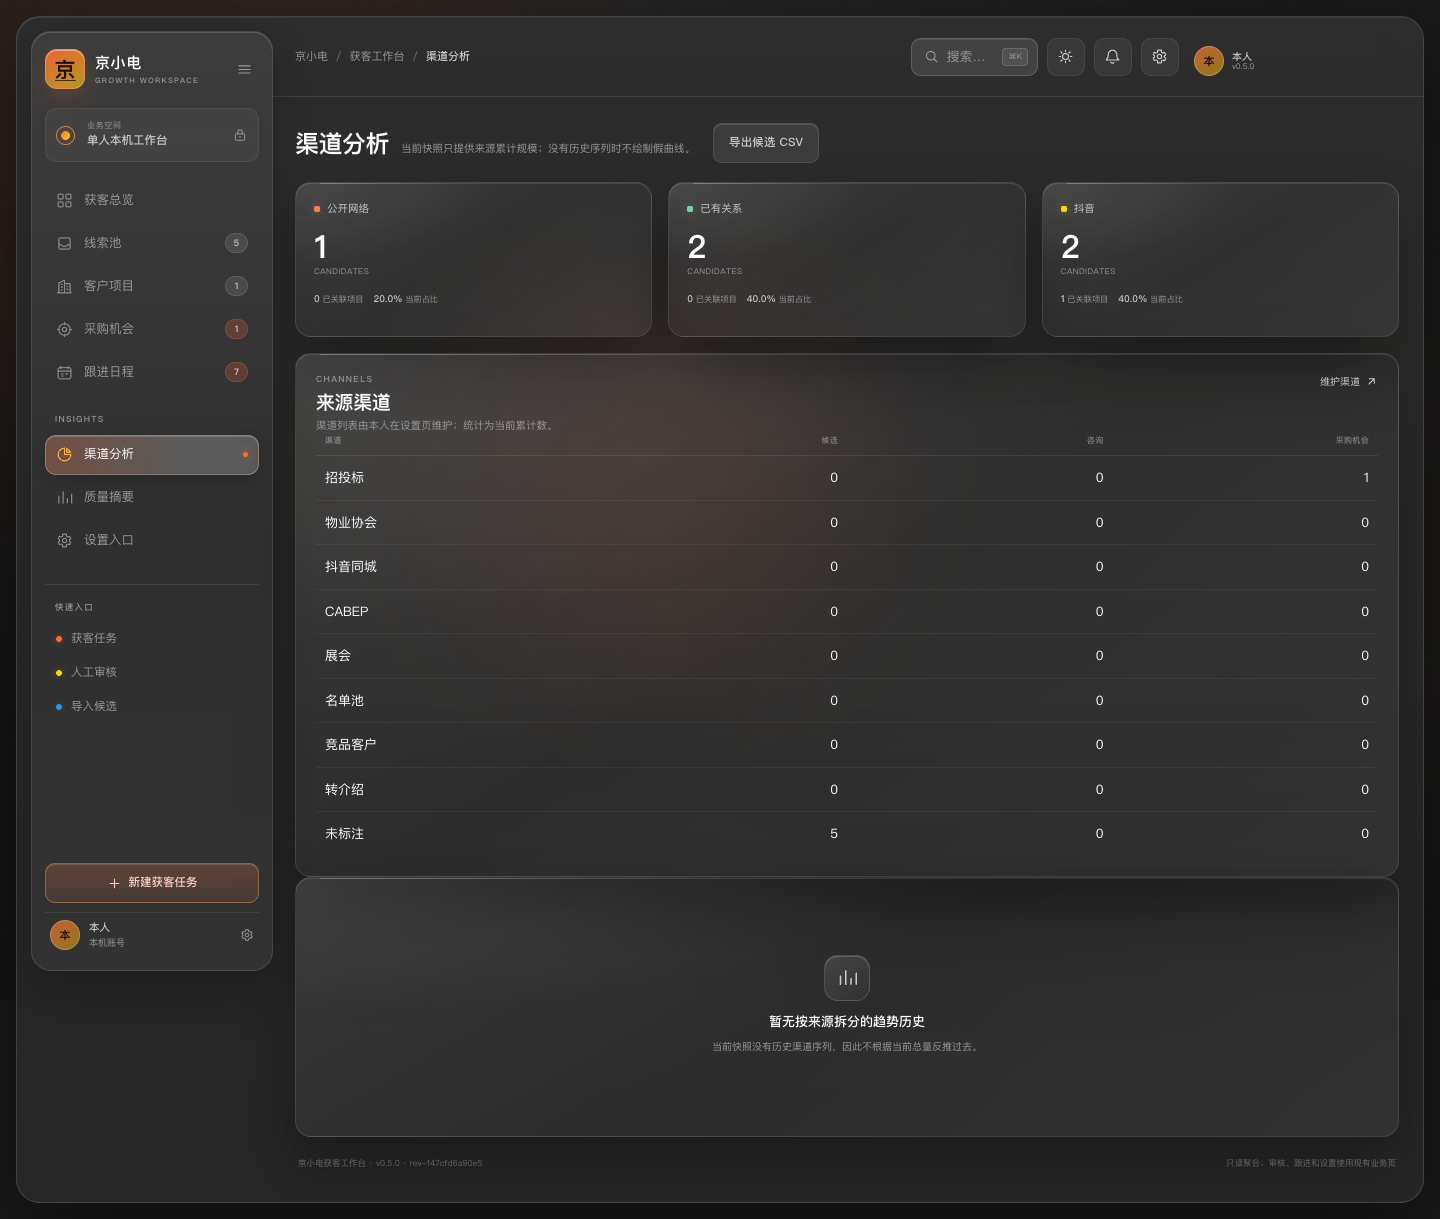 京
京小电
GROWTH WORKSPACE
业务空间
单人本机工作台
获客总览
线索池 5
客户项目 1
采购机会 1
跟进日程 7
INSIGHTS
渠道分析
质量摘要
设置入口
快速入口
获客任务
人工审核
导入候选
新建获客任务
本
本人
本机账号
京小电 / 获客工作台 / 渠道分析
搜索... ⌘K
本
本人
v0.5.0
渠道分析 当前快照只提供来源累计规模；没有历史序列时不绘制假曲线。 导出候选 CSV
公开网络
1
CANDIDATES
0 已关联项目 20.0% 当前占比
已有关系
2
CANDIDATES
0 已关联项目 40.0% 当前占比
抖音
2
CANDIDATES
1 已关联项目 40.0% 当前占比
CHANNELS
维护渠道
来源渠道
渠道列表由本人在设置页维护；统计为当前累计数。
渠道 候选 咨询 采购机会
招投标 0 0 1
物业协会 0 0 0
抖音同城 0 0 0
CABEP 0 0 0
展会 0 0 0
名单池 0 0 0
竞品客户 0 0 0
转介绍 0 0 0
未标注 5 0 0
暂无按来源拆分的趋势历史
当前快照没有历史渠道序列，因此不根据当前总量反推过去。
京小电获客工作台 · v0.5.0 · rev-f47cfd6a90e5
只读聚合；审核、跟进和设置使用现有业务页